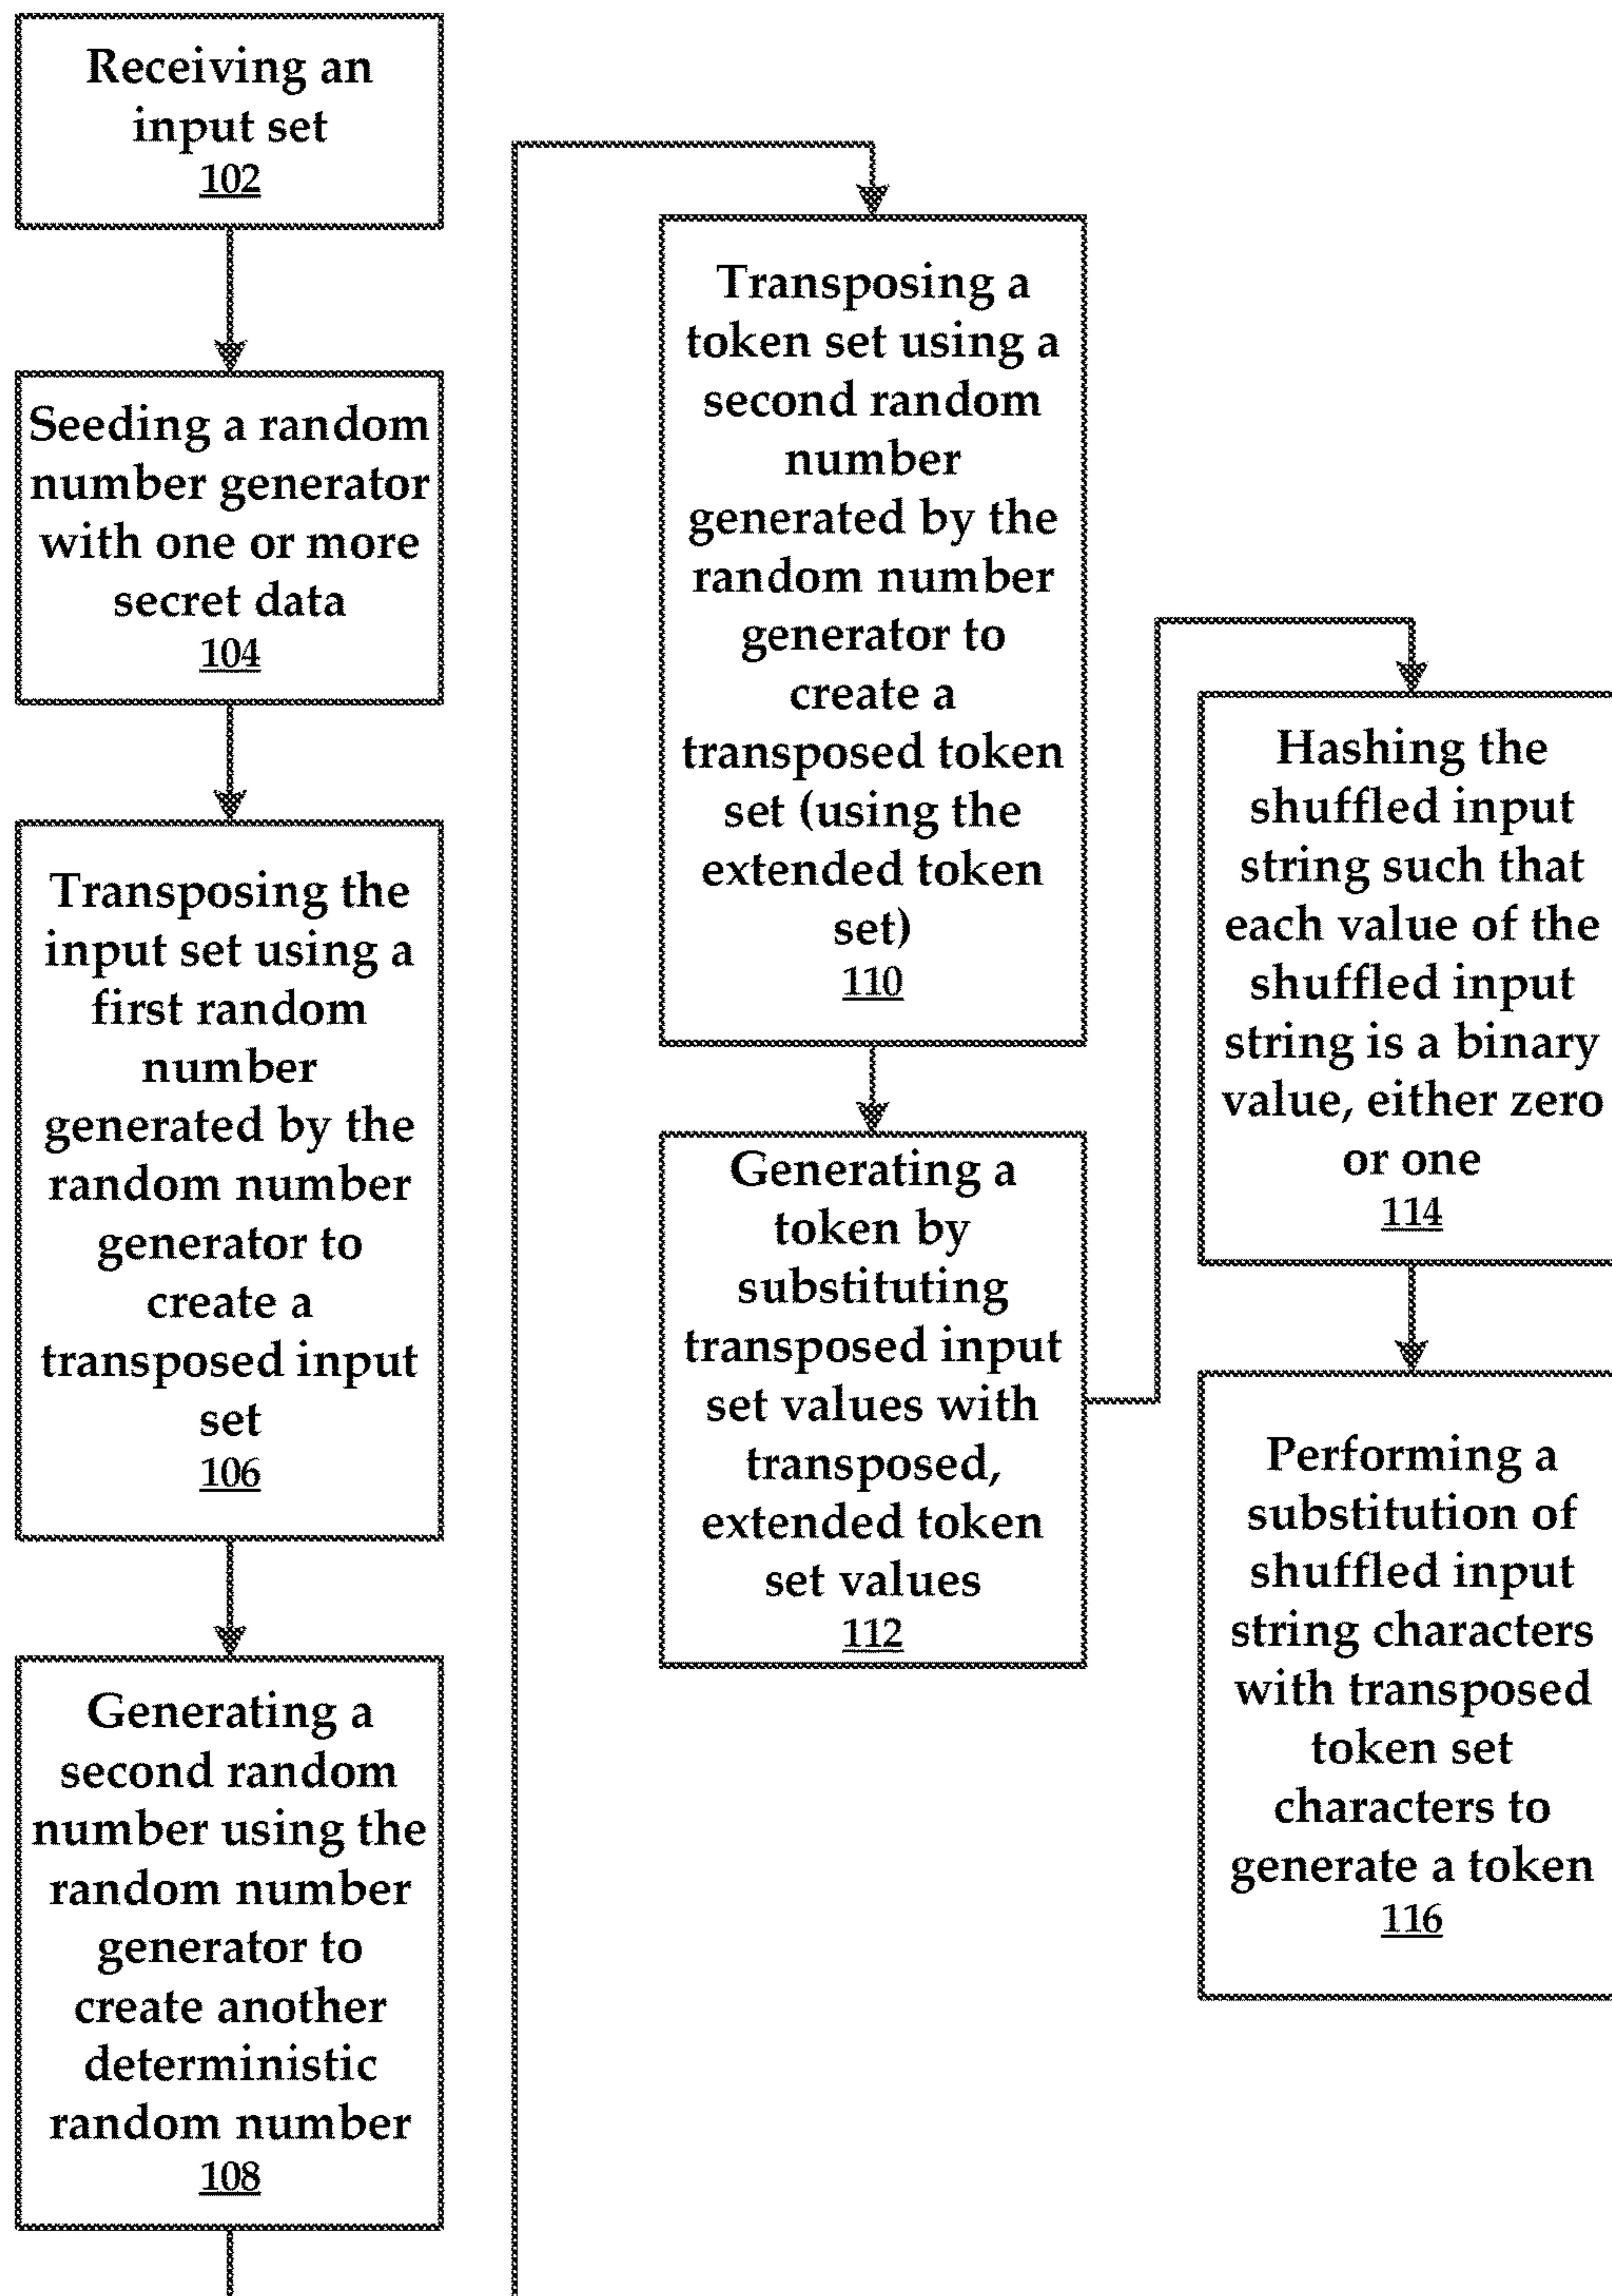 Receiving an
input set
102
Seeding a random
number generator
with one or more
secret data
104
Transposing the
input set using a
first random
number
generated by the
random number
generator to
create a
transposed input
set
106
Generating a
second random
number using the
random number
generator to
create another
deterministic
random number
108
Transposing a
token set using a
second random
number
generated by the
random number
generator to
create a
transposed token
set (using the
extended token
set)
110
Generating a
token by
substituting
transposed input
set values with
transposed,
extended token
set values
112
Hashing the
shuffled input
string such that
each value of the
shuffled input
string is a binary
value, either zero
or one
114
Performing a
substitution of
shuffled input
string characters
with transposed
token set
characters to
generate a token
116